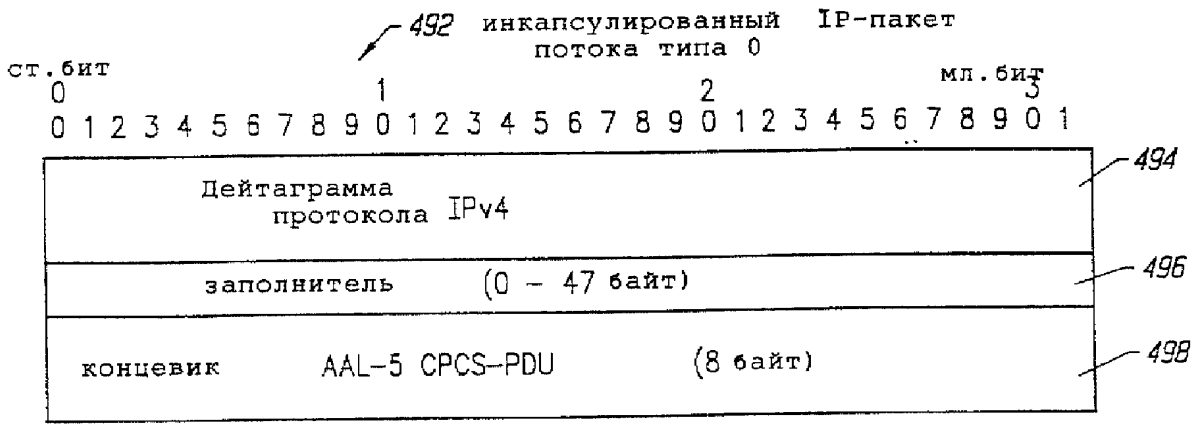 492 инкапсулированный IP-пакет
потока типа 0
ст.бит мл.бит
0 1 2 3
0 1 2 3 4 5 6 7 8 9 0 1 2 3 4 5 6 7 8 9 0 1 2 3 4 5 6 7 8 9 0 1
494
Дейтаграмма
протокола IPv4
заполнитель (0 – 47 байт) 496
концевик AAL–5 CPCS–PDU (8 байт) 498